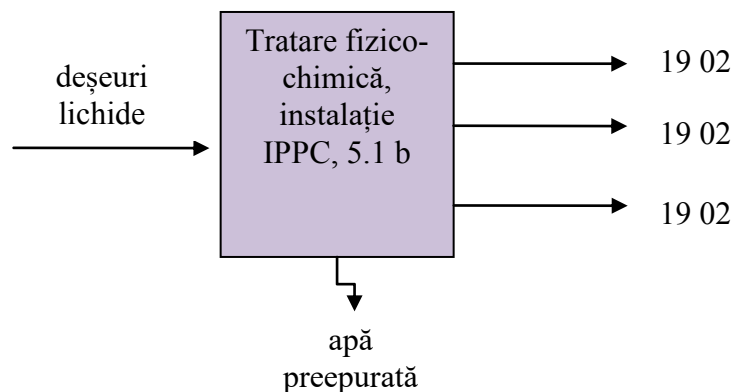 deșeuri
lichide
Tratare fizico-
chimică,
instalație
IPPC, 5.1 b
19 02
19 02
19 02
apă
preepurată